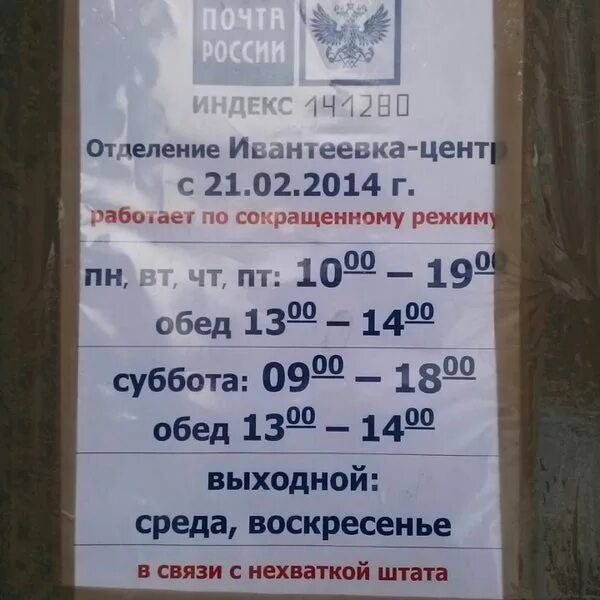 ПОЧТА
РОССИИ
ИНДЕКС 141280
Отделение Ивантеевка-центр
с 21.02.2014 г.
работает по сокращенному режиму
пн, вт, чт, пт: 10⁰⁰ – 19⁰⁰
обед 13⁰⁰ – 14⁰⁰
суббота: 09⁰⁰ – 18⁰⁰
обед 13⁰⁰ – 14⁰⁰
выходной:
среда, воскресенье
в связи с нехваткой штата